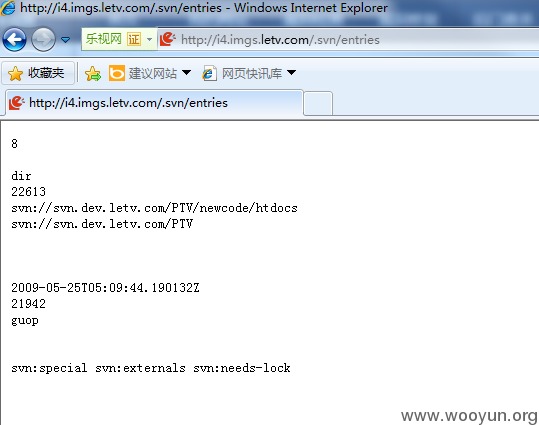 http://i4.imgs.letv.com/.svn/entries - Windows Internet Explorer
乐视网 证 http://i4.imgs.letv.com/.svn/entries
收藏夹 建议网站 网页快讯库
http://i4.imgs.letv.com/.svn/entries
8
dir
22613
svn://svn.dev.letv.com/PTV/newcode/htdocs
svn://svn.dev.letv.com/PTV
2009-05-25T05:09:44.190132Z
21942
guop
svn:special svn:externals svn:needs-lock
www.wooyun.org